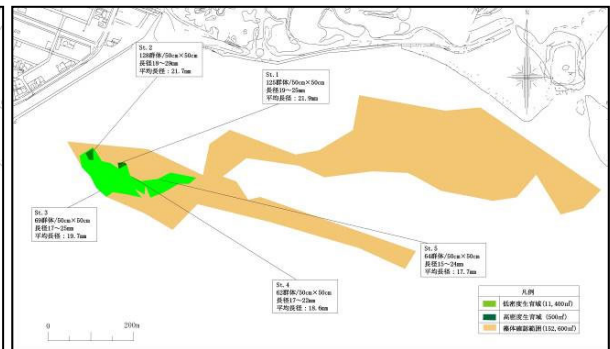 St.2
128群体/50cm×50cm
長径18～29mm
平均長径：21.7mm
St.1
125群体/50cm×50cm
長径19～25mm
平均長径：21.9mm
St.3
69群体/50cm×50cm
長径17～25mm
平均長径：19.7mm
St.5
64群体/50cm×50cm
長径15～24mm
平均長径：17.7mm
St.4
62群体/50cm×50cm
長径17～22mm
平均長径：18.6mm
凡例
低密度生育域(11,400㎡)
高密度生育域 (500㎡)
藻体確認範囲(152,600㎡)
0 200m